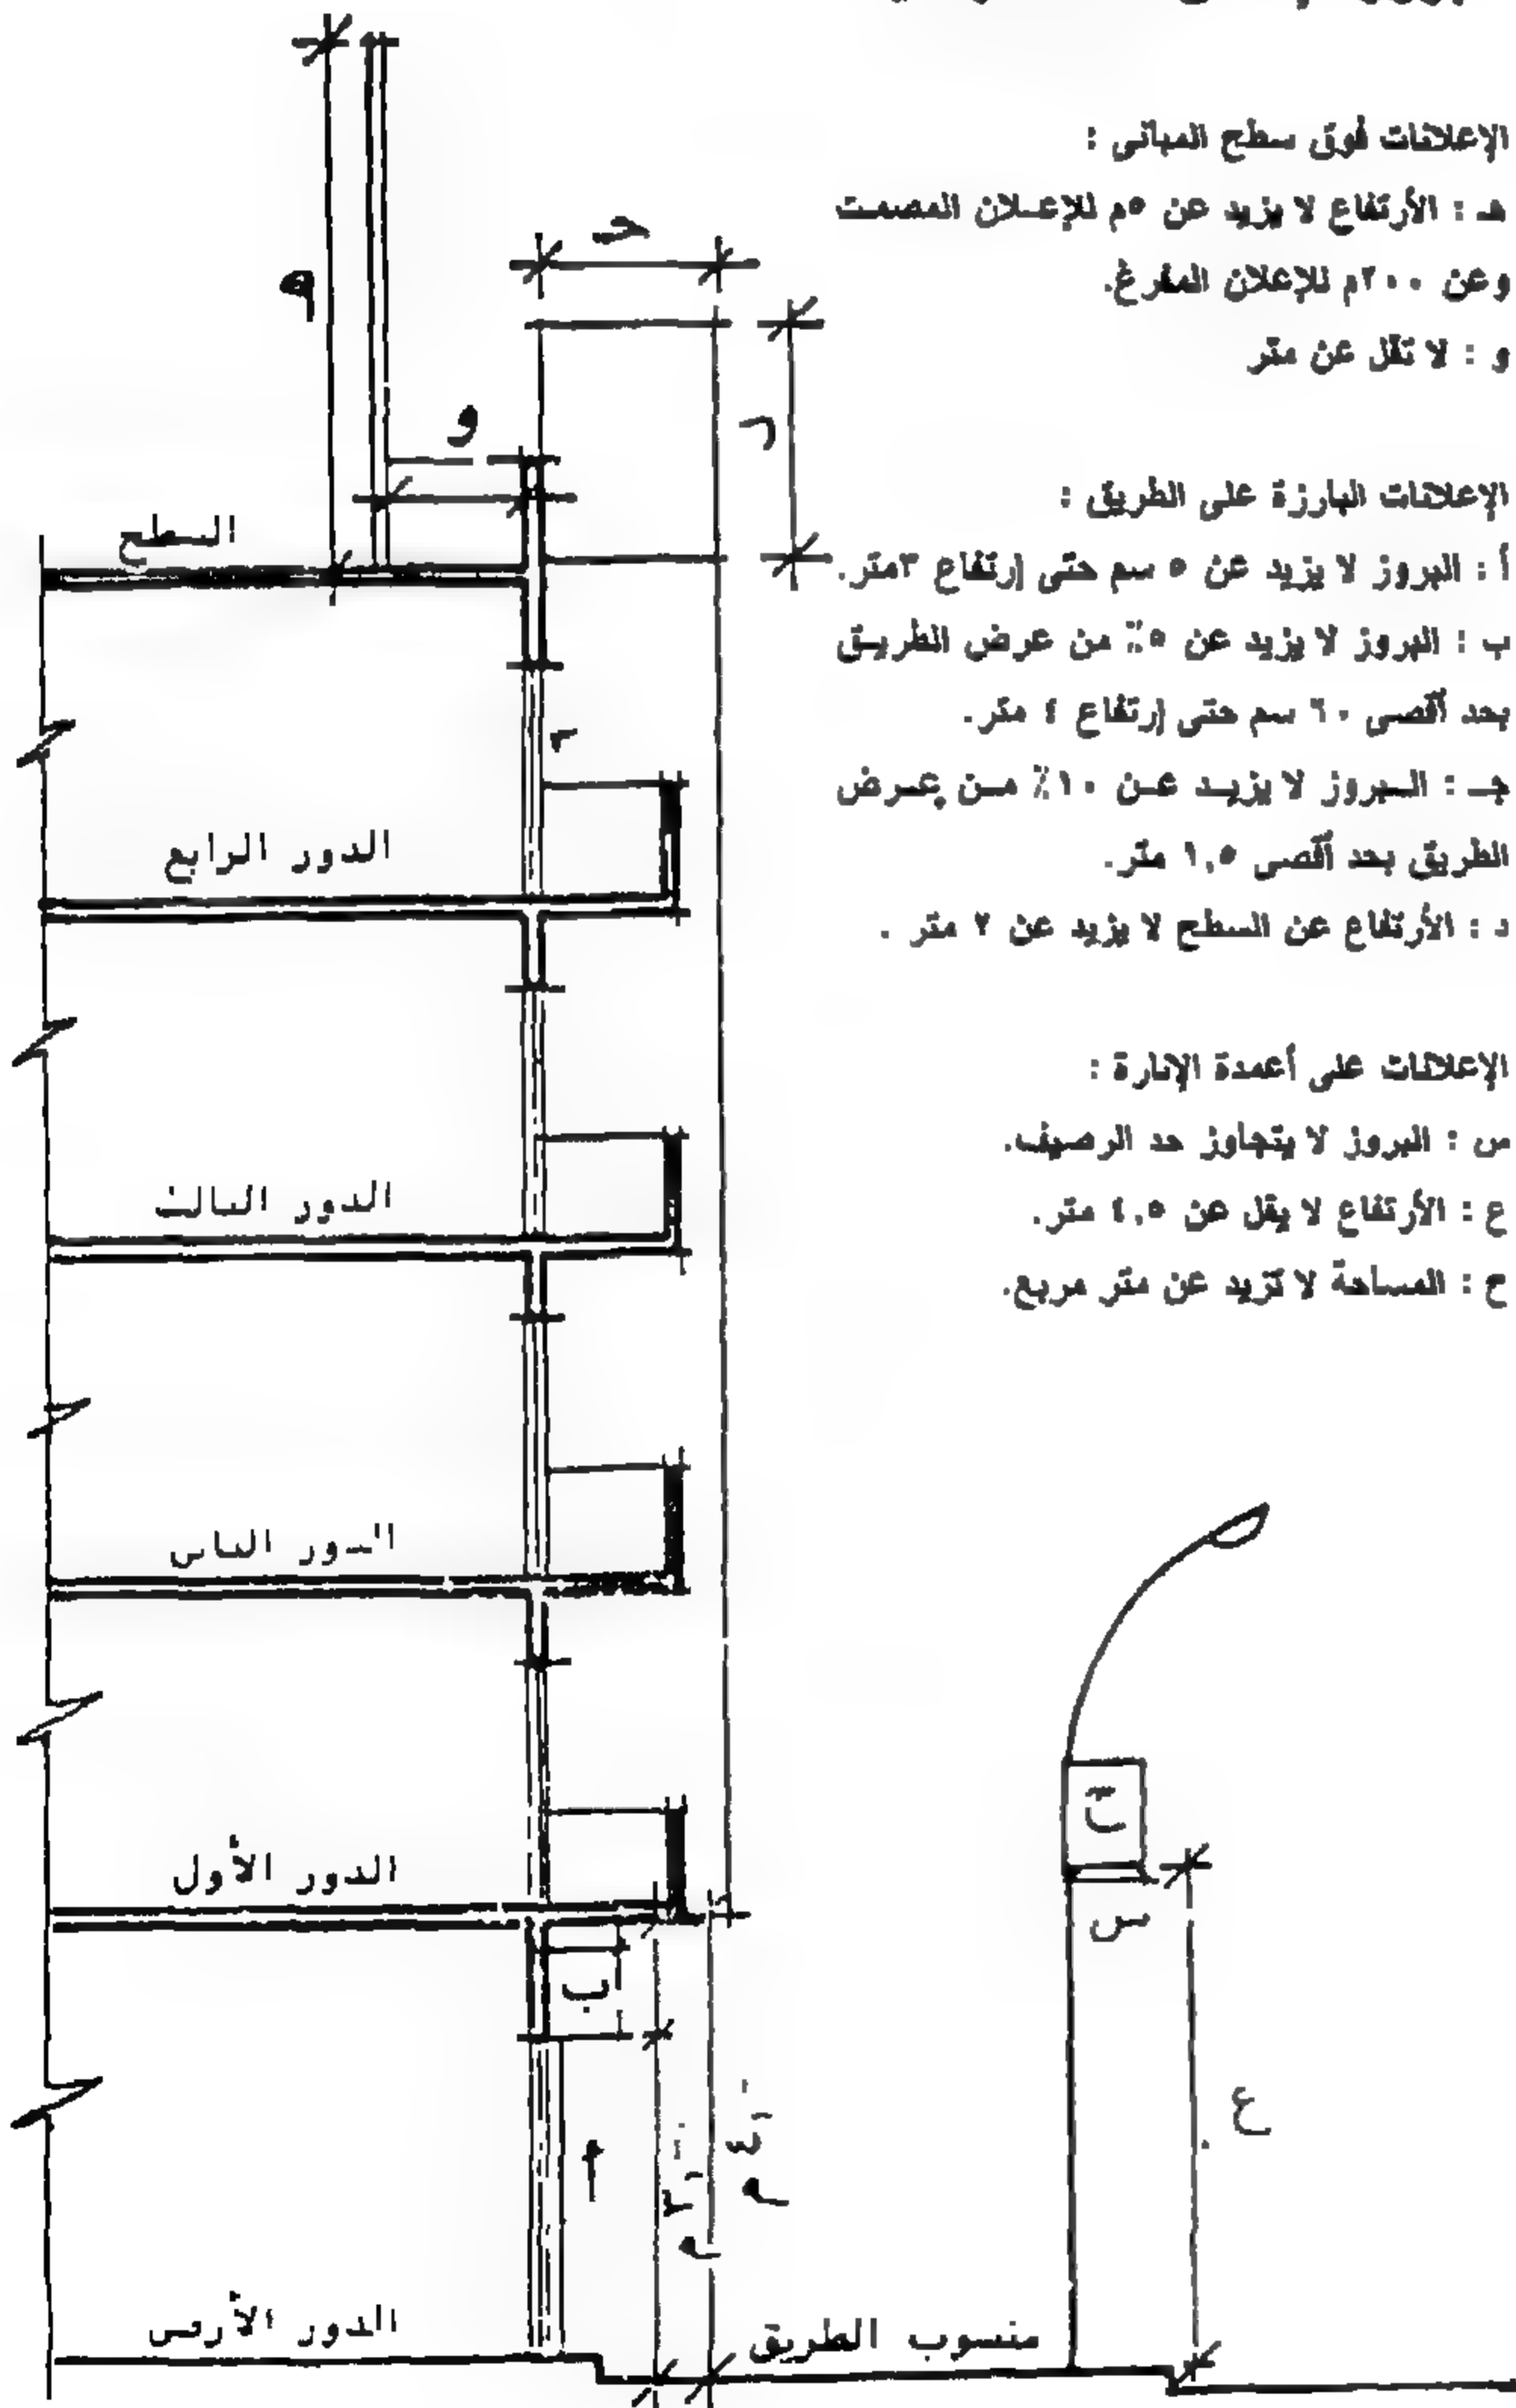 الإعلانات فوق سطح المبانى :
هـ : الأرتفاع لا يزيد عن ٥م للإعلان المصمت
وعن ٢٠٠م للإعلان المفرغ.
و : لا تقل عن متر
الإعلانات البارزة على الطريق :
أ : البروز لا يزيد عن ٥ سم حتى إرتفاع ٣متر.
ب : البروز لا يزيد عن ٥٪ من عرض الطريق
بحد أقصى ٦٠ سم حتى إرتفاع ٤ متر.
جـ : البروز لا يزيد عن ١٠٪ من عرض
الطريق بحد أقصى ١,٥ متر.
د : الأرتفاع عن السطح لا يزيد عن ٢ متر .
الإعلانات على أعمدة الإنارة :
س : البروز لا يتجاوز حد الرصيف.
ع : الأرتفاع لا يقل عن ٤,٥ متر.
ح : المساحة لا تزيد عن متر مربع.
حـ
هـ
و
د
السطح
الدور الرابع
الدور الثالث
الدور الثانى
الدور الأول
ب
أ
ح
س
ع
الدور الأرضى
منسوب الطريق